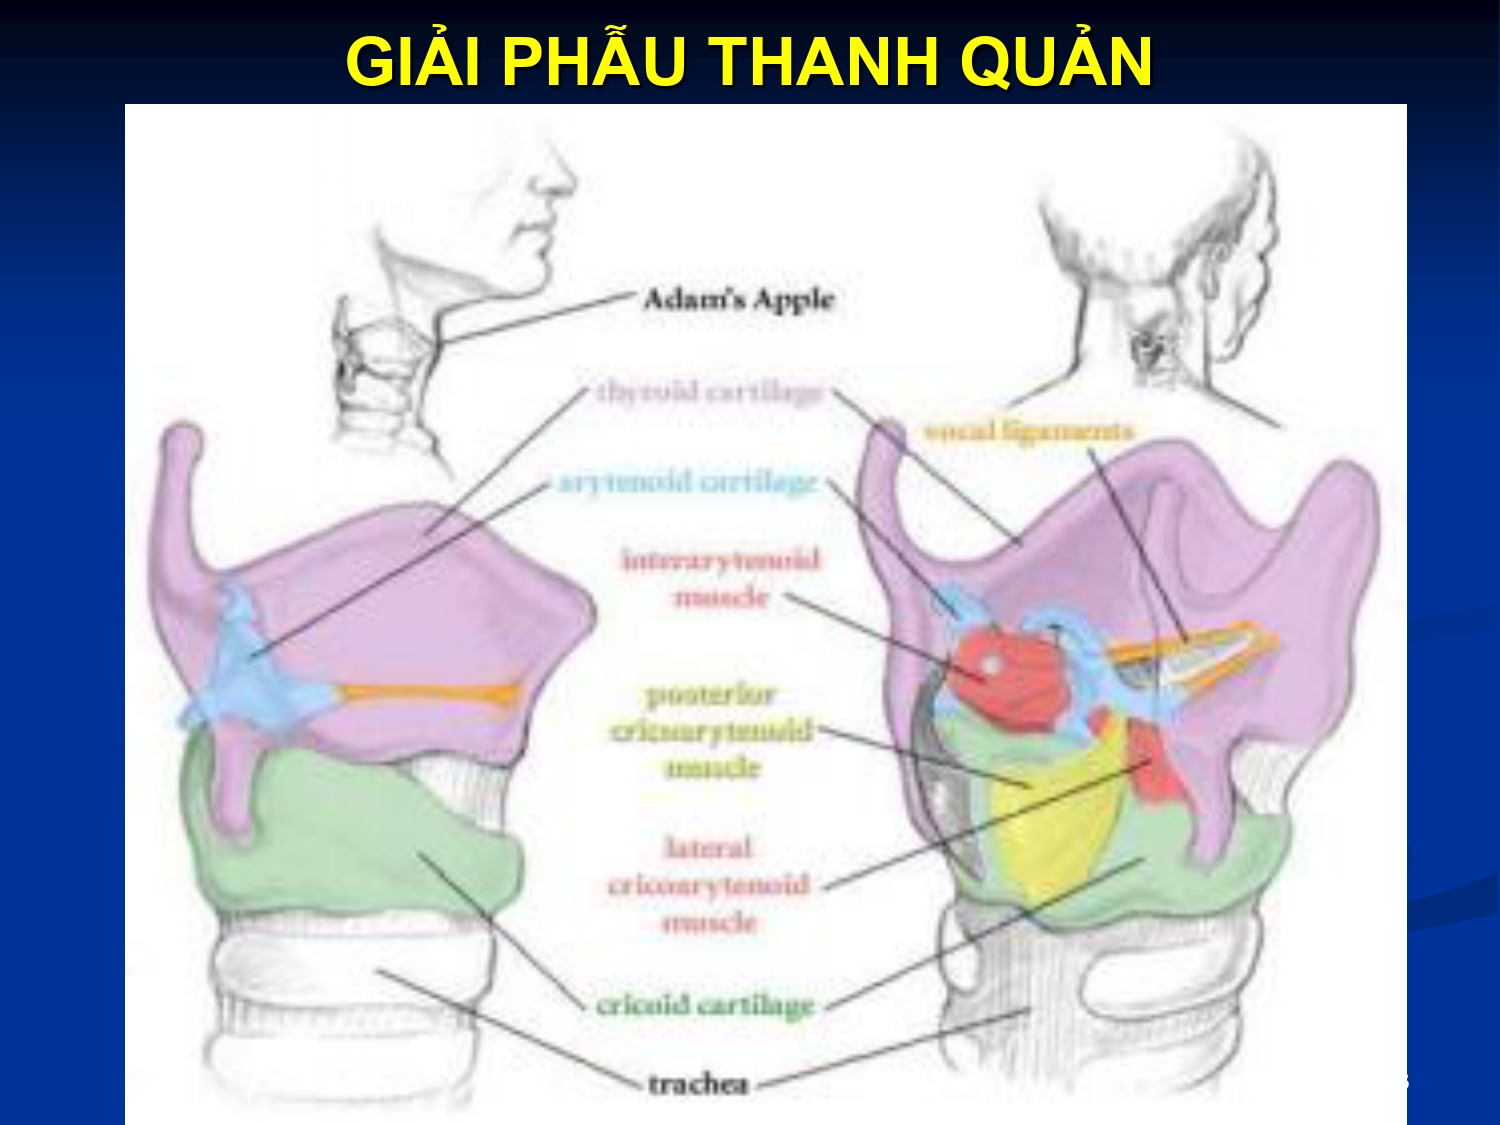 GIẢI PHẪU THANH QUẢN
Adam's Apple
thyroid cartilage
vocal ligaments
arytenoid cartilage
interarytenoid
muscle
posterior
cricoarytenoid
muscle
lateral
cricoarytenoid
muscle
cricoid cartilage
trachea